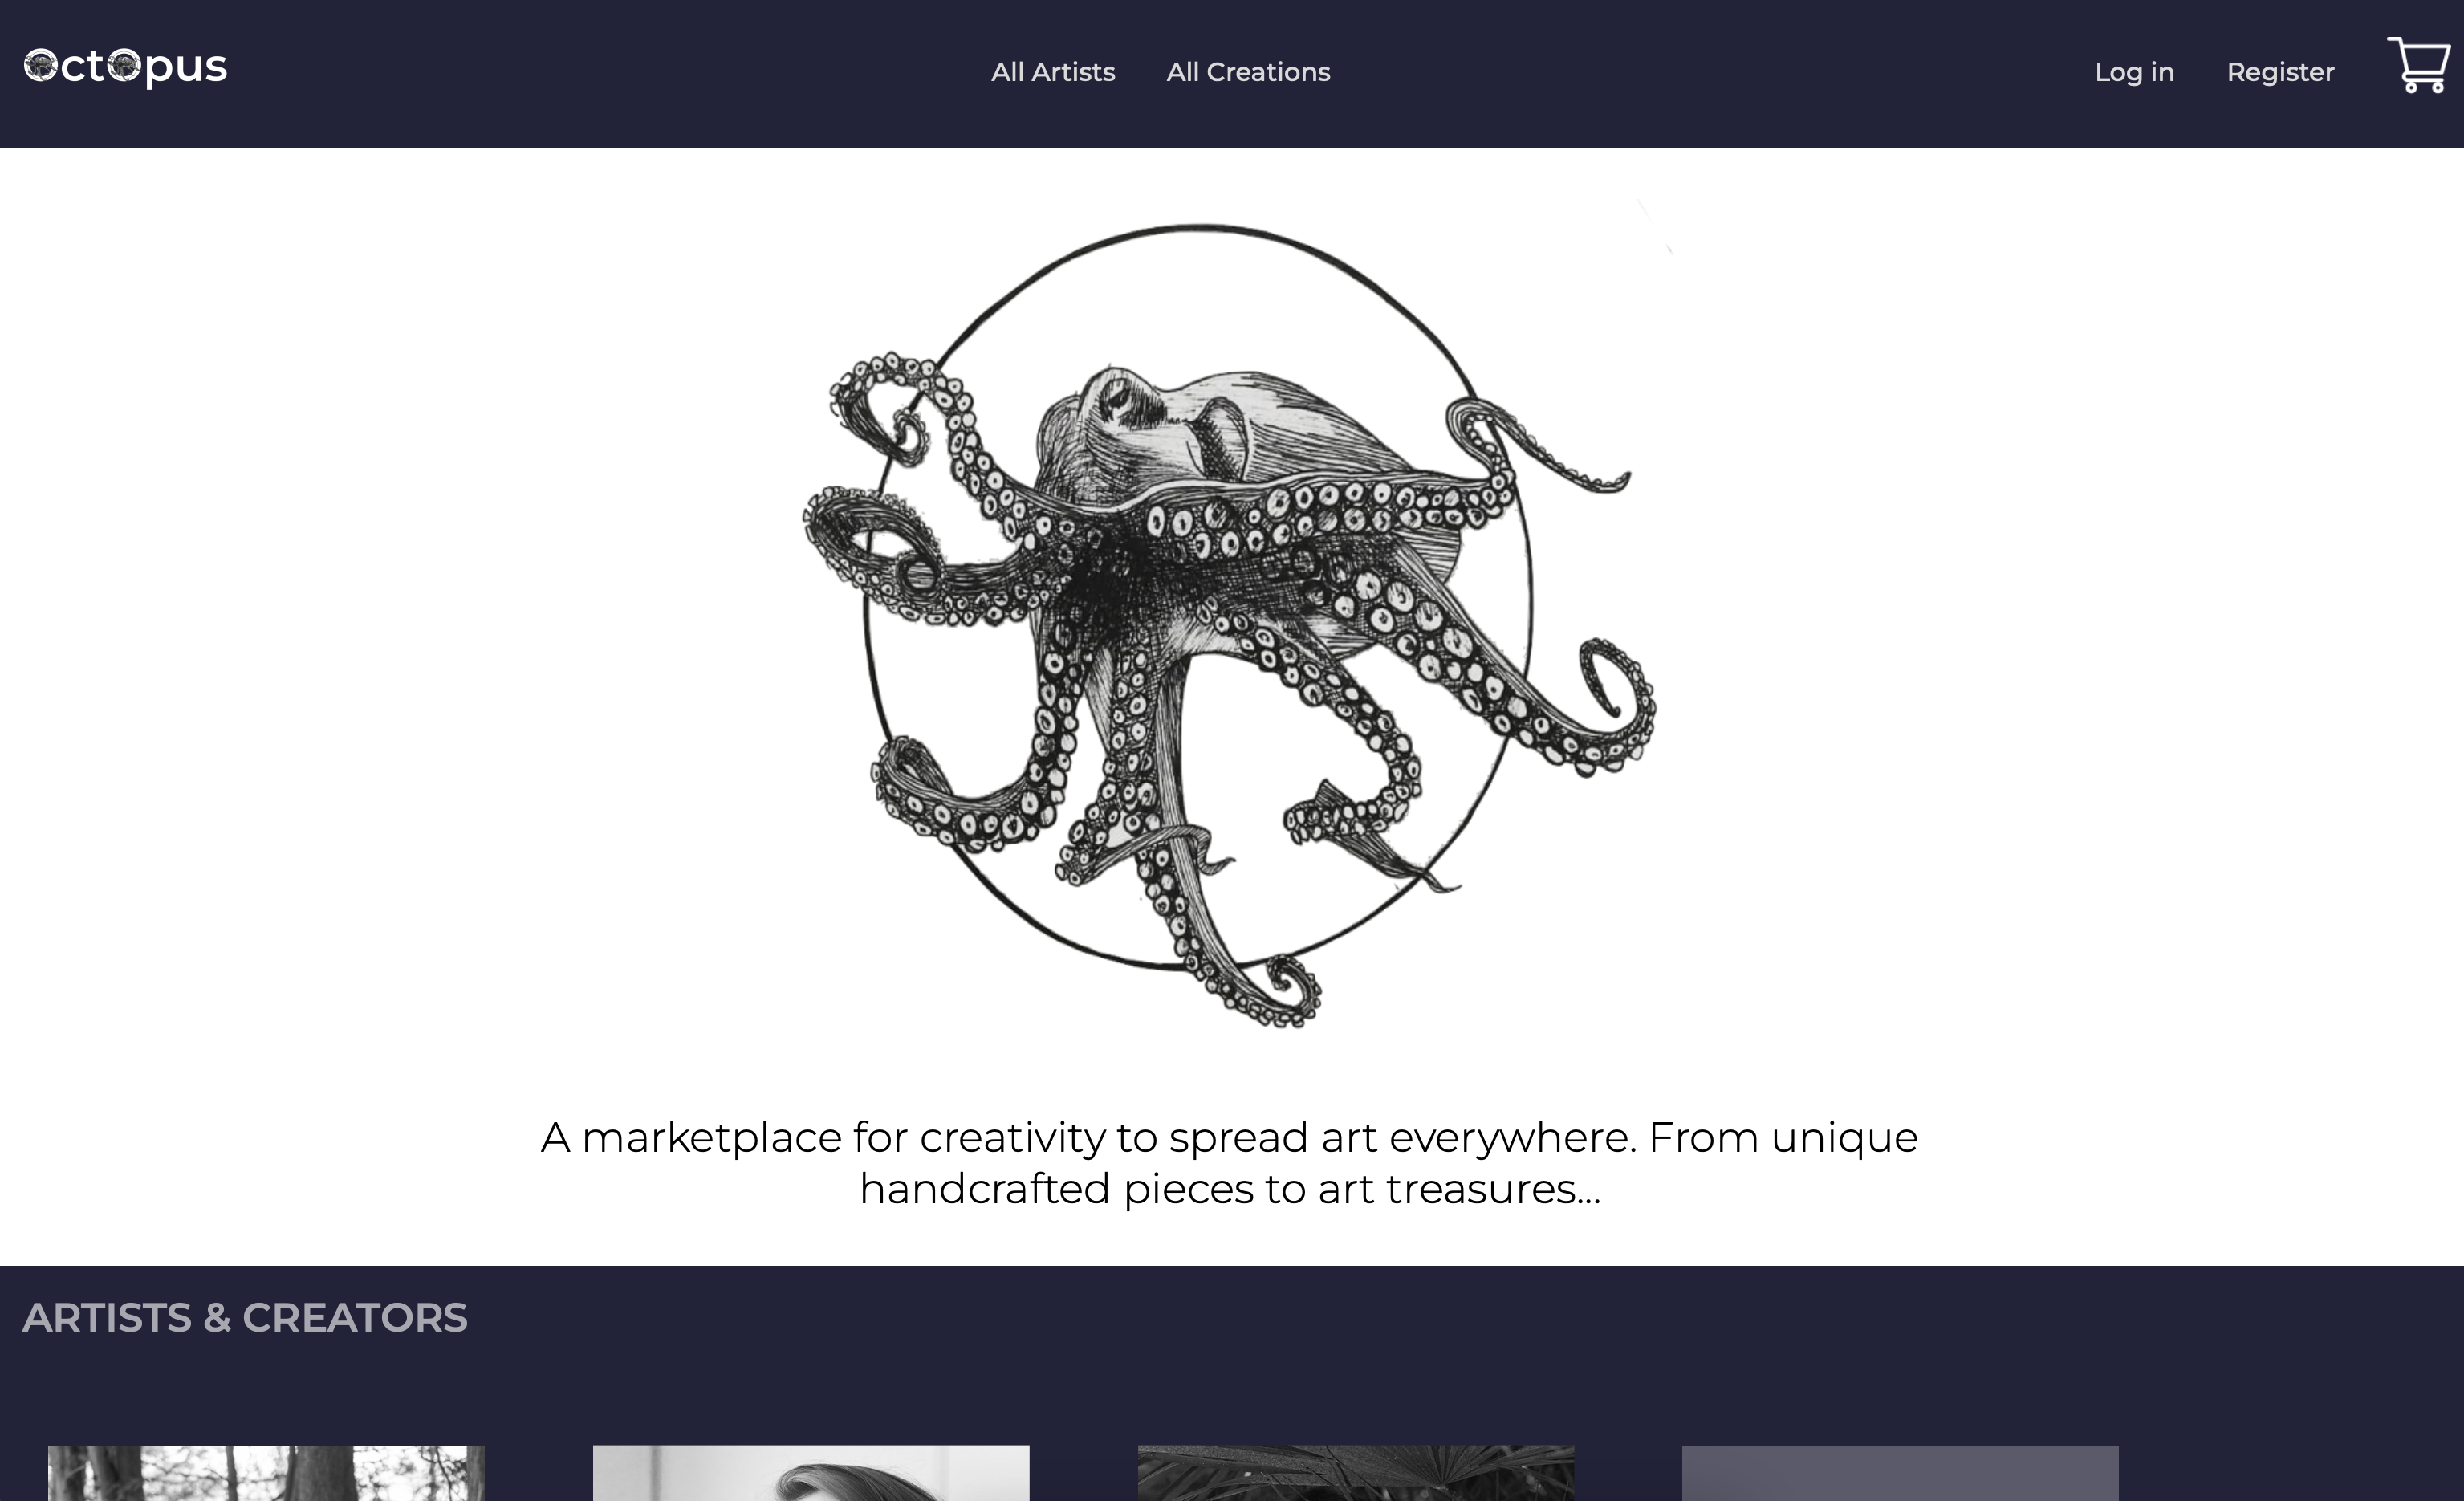 OctOpus
All Artists
All Creations
Log in
Register
A marketplace for creativity to spread art everywhere. From unique
handcrafted pieces to art treasures...
ARTISTS & CREATORS